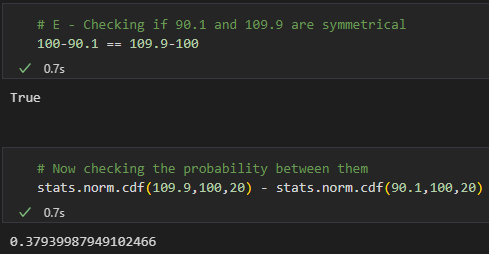 # E - Checking if 90.1 and 109.9 are symmetrical
100-90.1 == 109.9-100
✓ 0.7s
True
# Now checking the probability between them
stats.norm.cdf(109.9,100,20) - stats.norm.cdf(90.1,100,20)
✓ 0.7s
0.37939987949102466